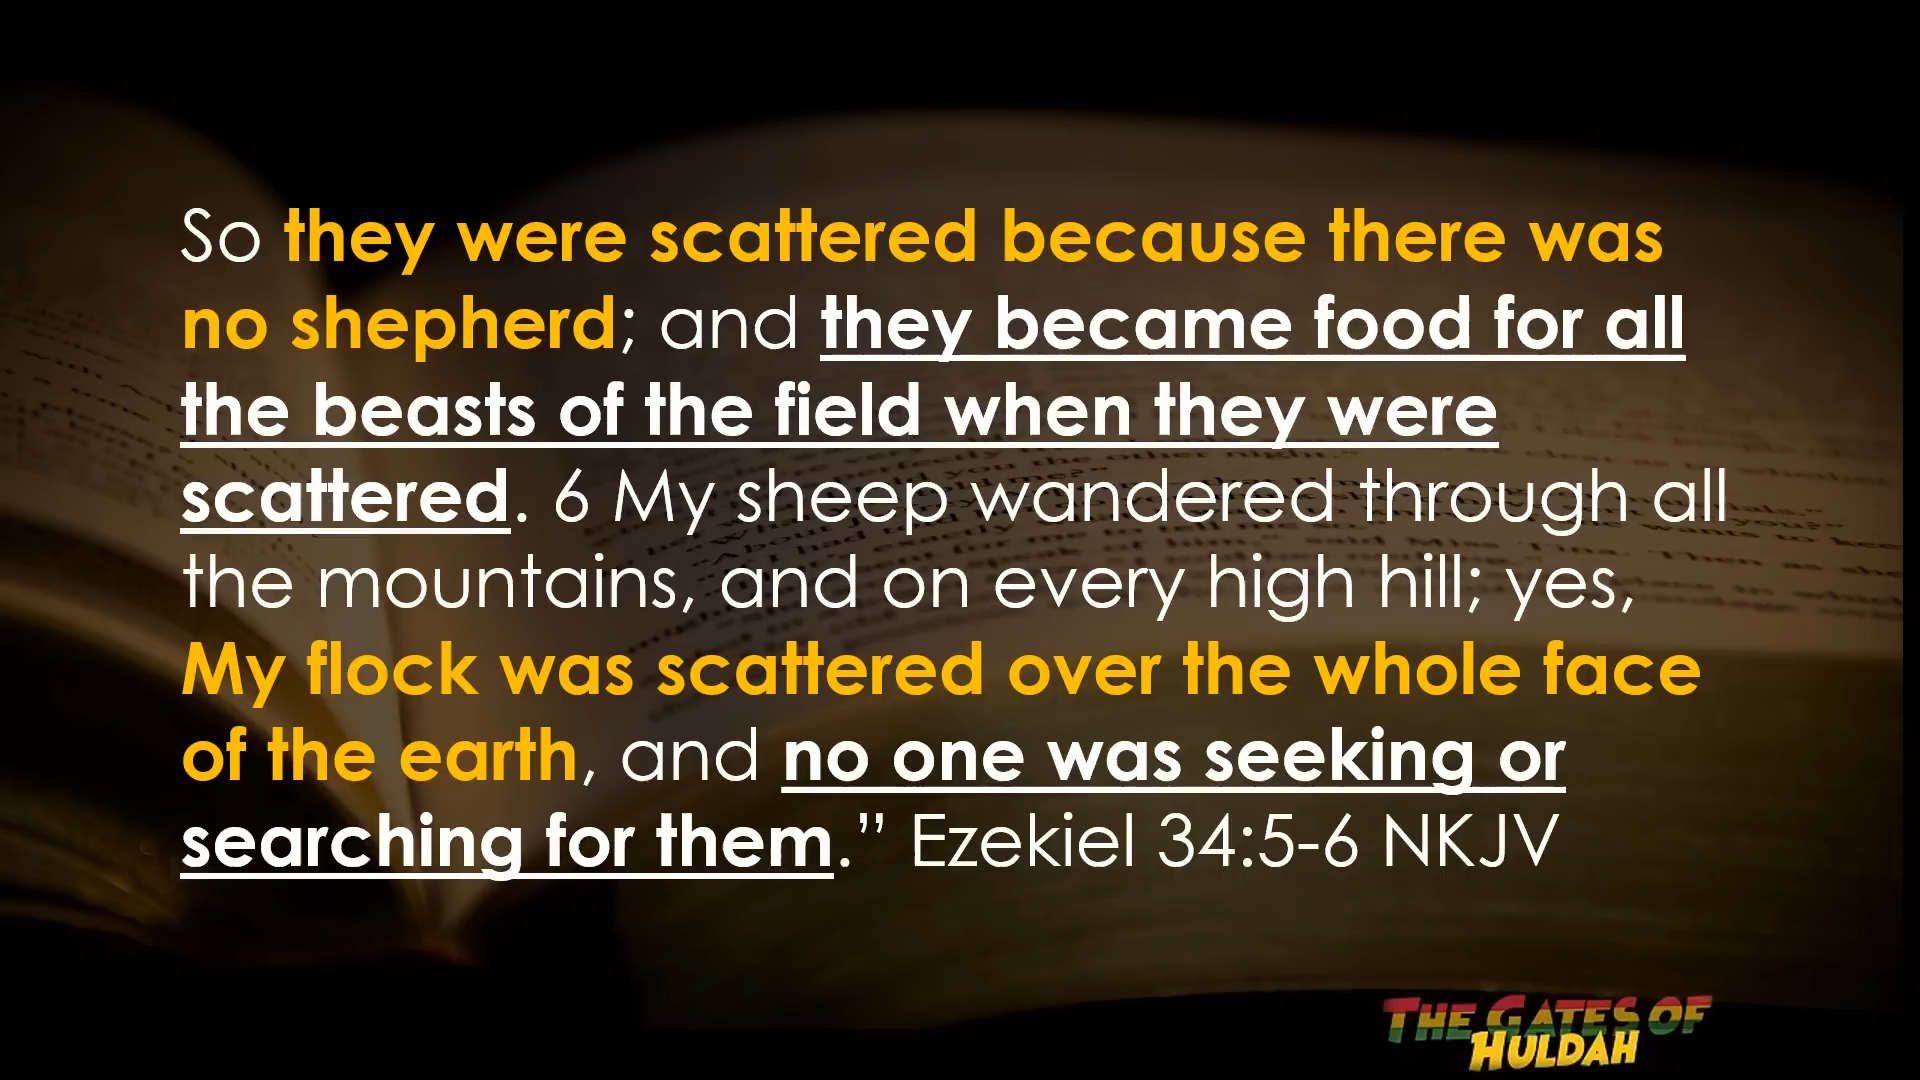 So they were scattered because there was
no shepherd; and they became food for all
the beasts of the field when they were
scattered. 6 My sheep wandered through all
the mountains, and on every high hill; yes,
My flock was scattered over the whole face
of the earth, and no one was seeking or
searching for them.” Ezekiel 34:5-6 NKJV
THE GATES OF
HULDAH